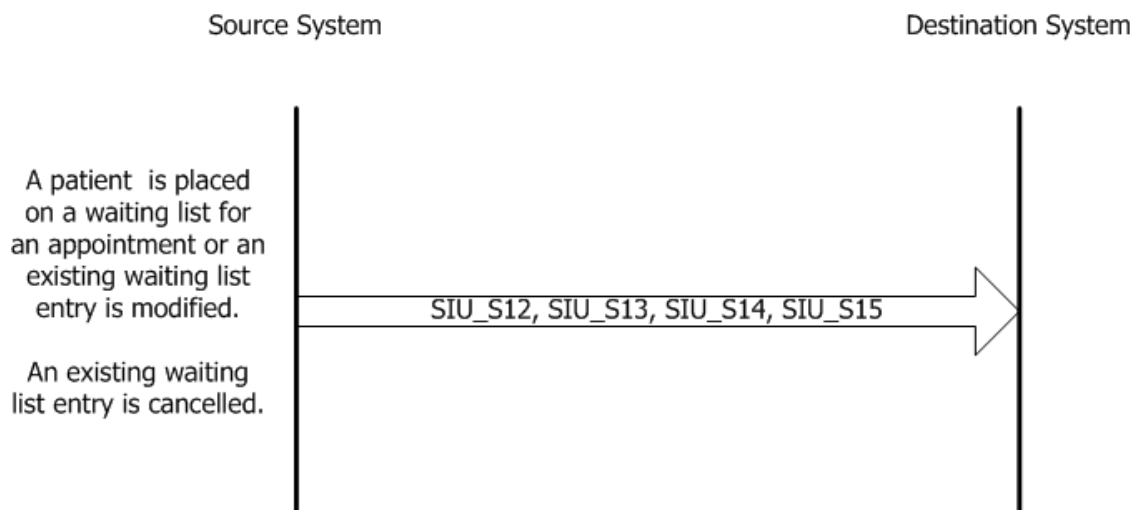 Source System
Destination System
A patient is placed
on a waiting list for
an appointment or an
existing waiting list
entry is modified.
SIU_S12, SIU_S13, SIU_S14, SIU_S15
An existing waiting
list entry is cancelled.